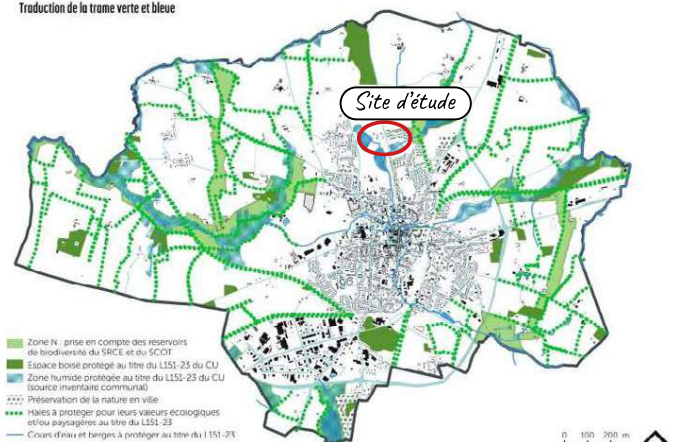 Traduction de la trame verte et bleue
Site d'étude
Zone N : prise en compte des réservoirs
de biodiversité du SRCE et du SCOT
Espace boisé protégé au titre du L151-23 du CU
Zone humide protégée au titre du L151-23 du CU
(source inventaire communal)
Préservation de la nature en ville
Haies à protéger pour leurs valeurs écologiques
et/ou paysagères au titre du L151-23
Cours d'eau et berges à protéger au titre du L151-23
0 100 200 m